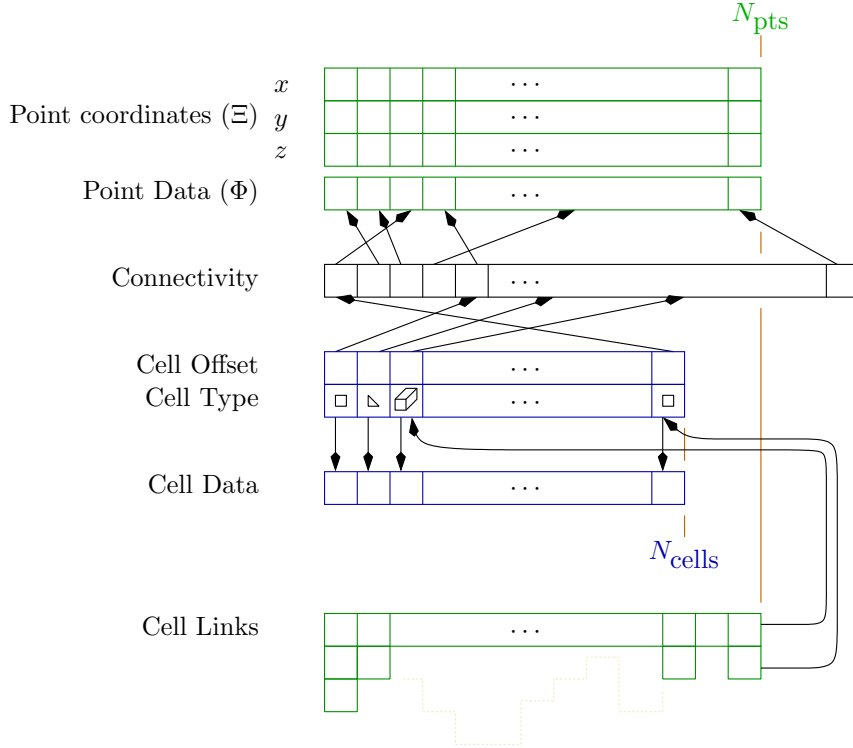 N_pts
x
Point coordinates (Ξ) y
z
...
...
...
Point Data (Φ)
...
Connectivity
...
Cell Offset
...
Cell Type
...
Cell Data
...
N_cells
Cell Links
...